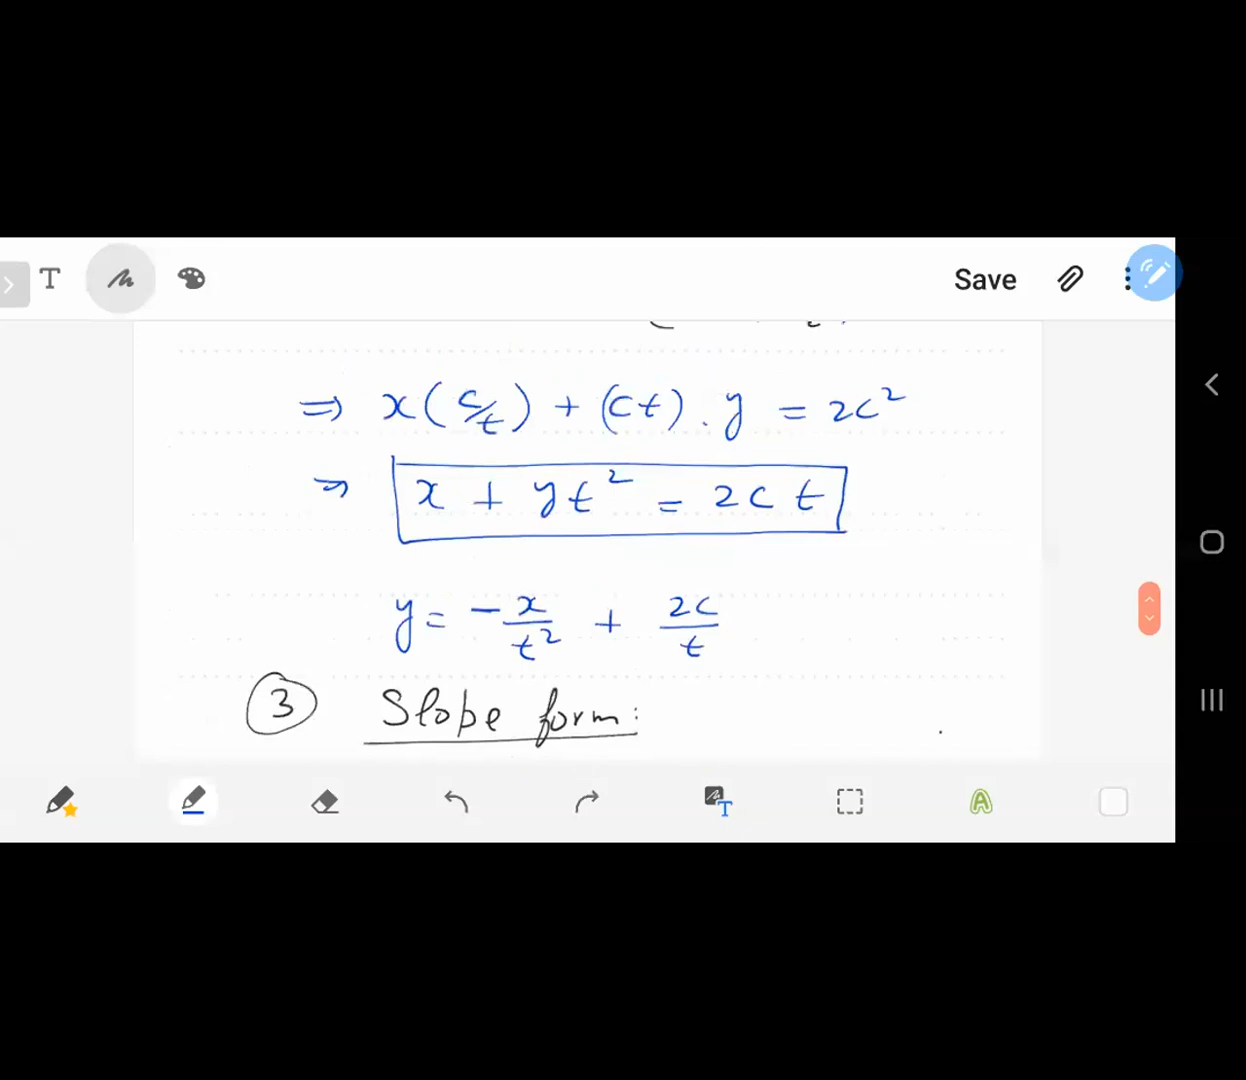 T Save
⇒ x(c/t) + (ct) . y = 2c²
⇒ x + yt² = 2ct
y = -x/t² + 2c/t
③ Slope form:
T A